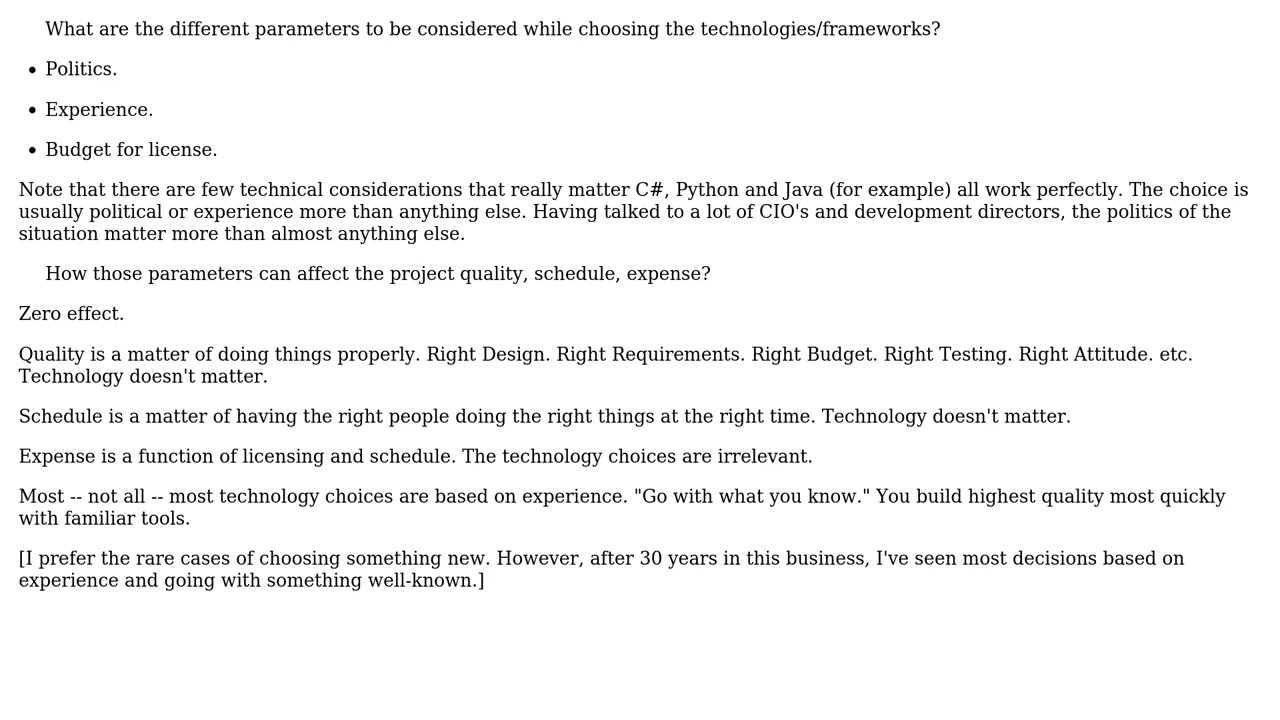 What are the different parameters to be considered while choosing the technologies/frameworks?
• Politics.
• Experience.
• Budget for license.
Note that there are few technical considerations that really matter C#, Python and Java (for example) all work perfectly. The choice is
usually political or experience more than anything else. Having talked to a lot of CIO's and development directors, the politics of the
situation matter more than almost anything else.
How those parameters can affect the project quality, schedule, expense?
Zero effect.
Quality is a matter of doing things properly. Right Design. Right Requirements. Right Budget. Right Testing. Right Attitude. etc.
Technology doesn't matter.
Schedule is a matter of having the right people doing the right things at the right time. Technology doesn't matter.
Expense is a function of licensing and schedule. The technology choices are irrelevant.
Most -- not all -- most technology choices are based on experience. "Go with what you know." You build highest quality most quickly
with familiar tools.
[I prefer the rare cases of choosing something new. However, after 30 years in this business, I've seen most decisions based on
experience and going with something well-known.]